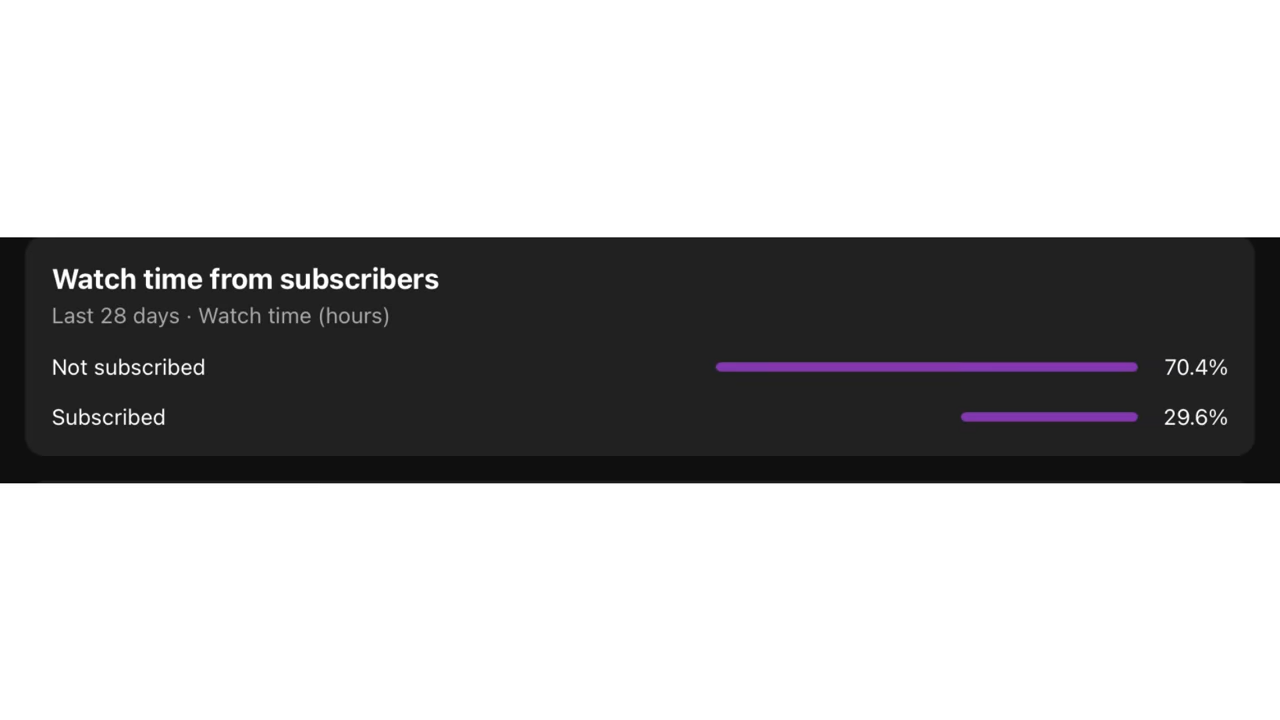 Watch time from subscribers
Last 28 days · Watch time (hours)
Not subscribed 70.4%
Subscribed 29.6%